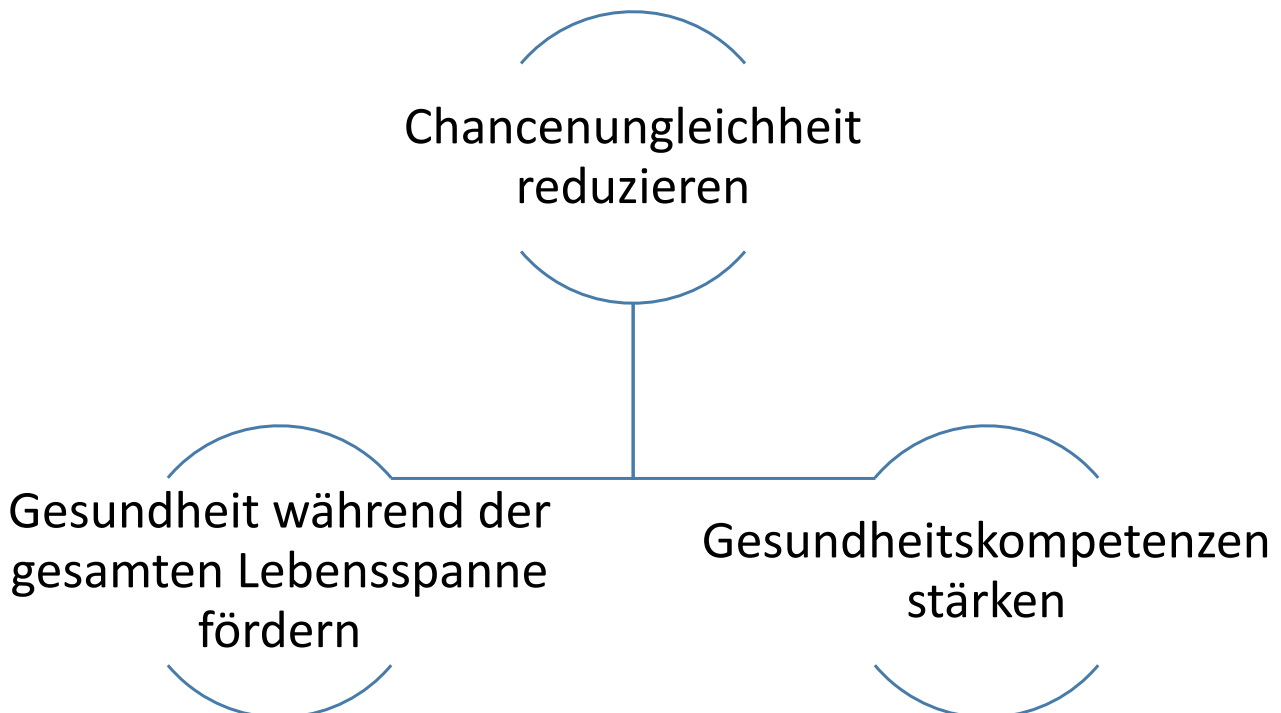 Chancenungleichheit
reduzieren
Gesundheit während der
gesamten Lebensspanne
fördern
Gesundheitskompetenzen
stärken